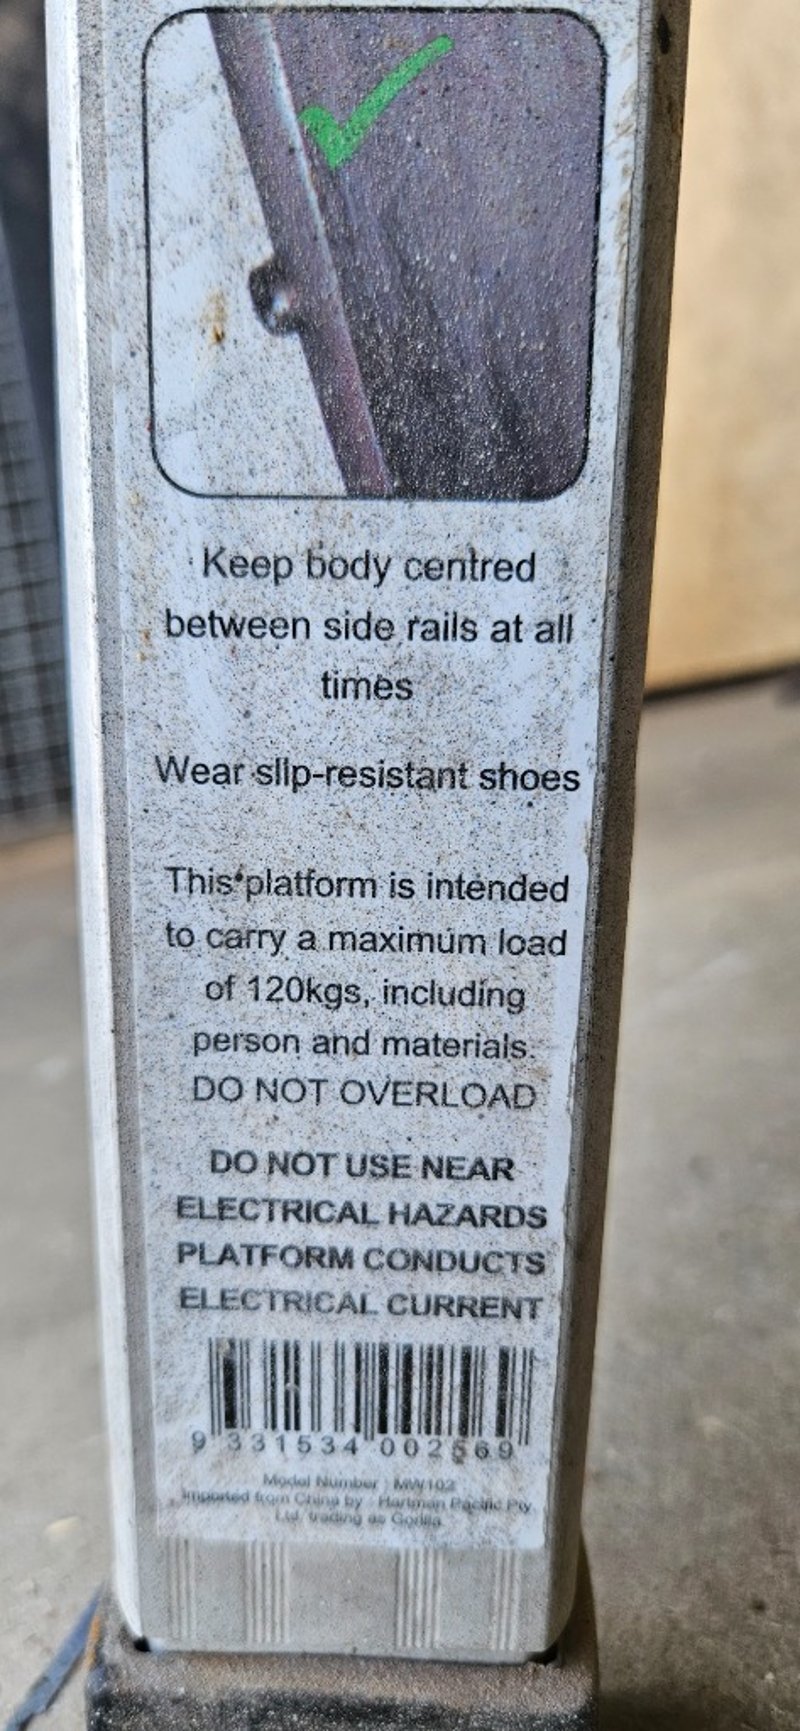 Keep body centred
between side rails at all
times
Wear slip-resistant shoes
This platform is intended
to carry a maximum load
of 120kgs, including
person and materials.
DO NOT OVERLOAD
DO NOT USE NEAR
ELECTRICAL HAZARDS
PLATFORM CONDUCTS
ELECTRICAL CURRENT
9 331534 002569
Model Number : MW102
Imported from China by : Hartman Pacific Pty
Ltd. trading as Gorilla